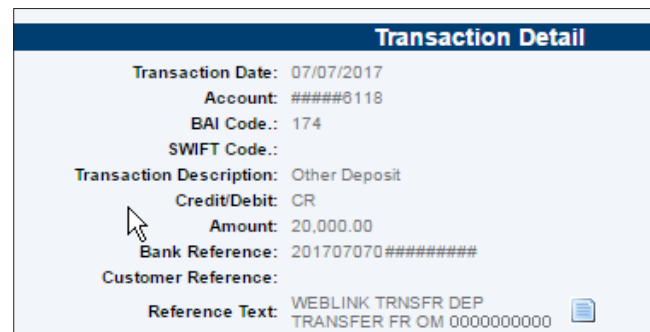 Transaction Detail
Transaction Date: 07/07/2017
Account: #####6118
BAI Code.: 174
SWIFT Code.:
Transaction Description: Other Deposit
Credit/Debit: CR
Amount: 20,000.00
Bank Reference: 201707070#########
Customer Reference:
Reference Text: WEBLINK TRNSFR DEP
TRANSFER FR OM 0000000000